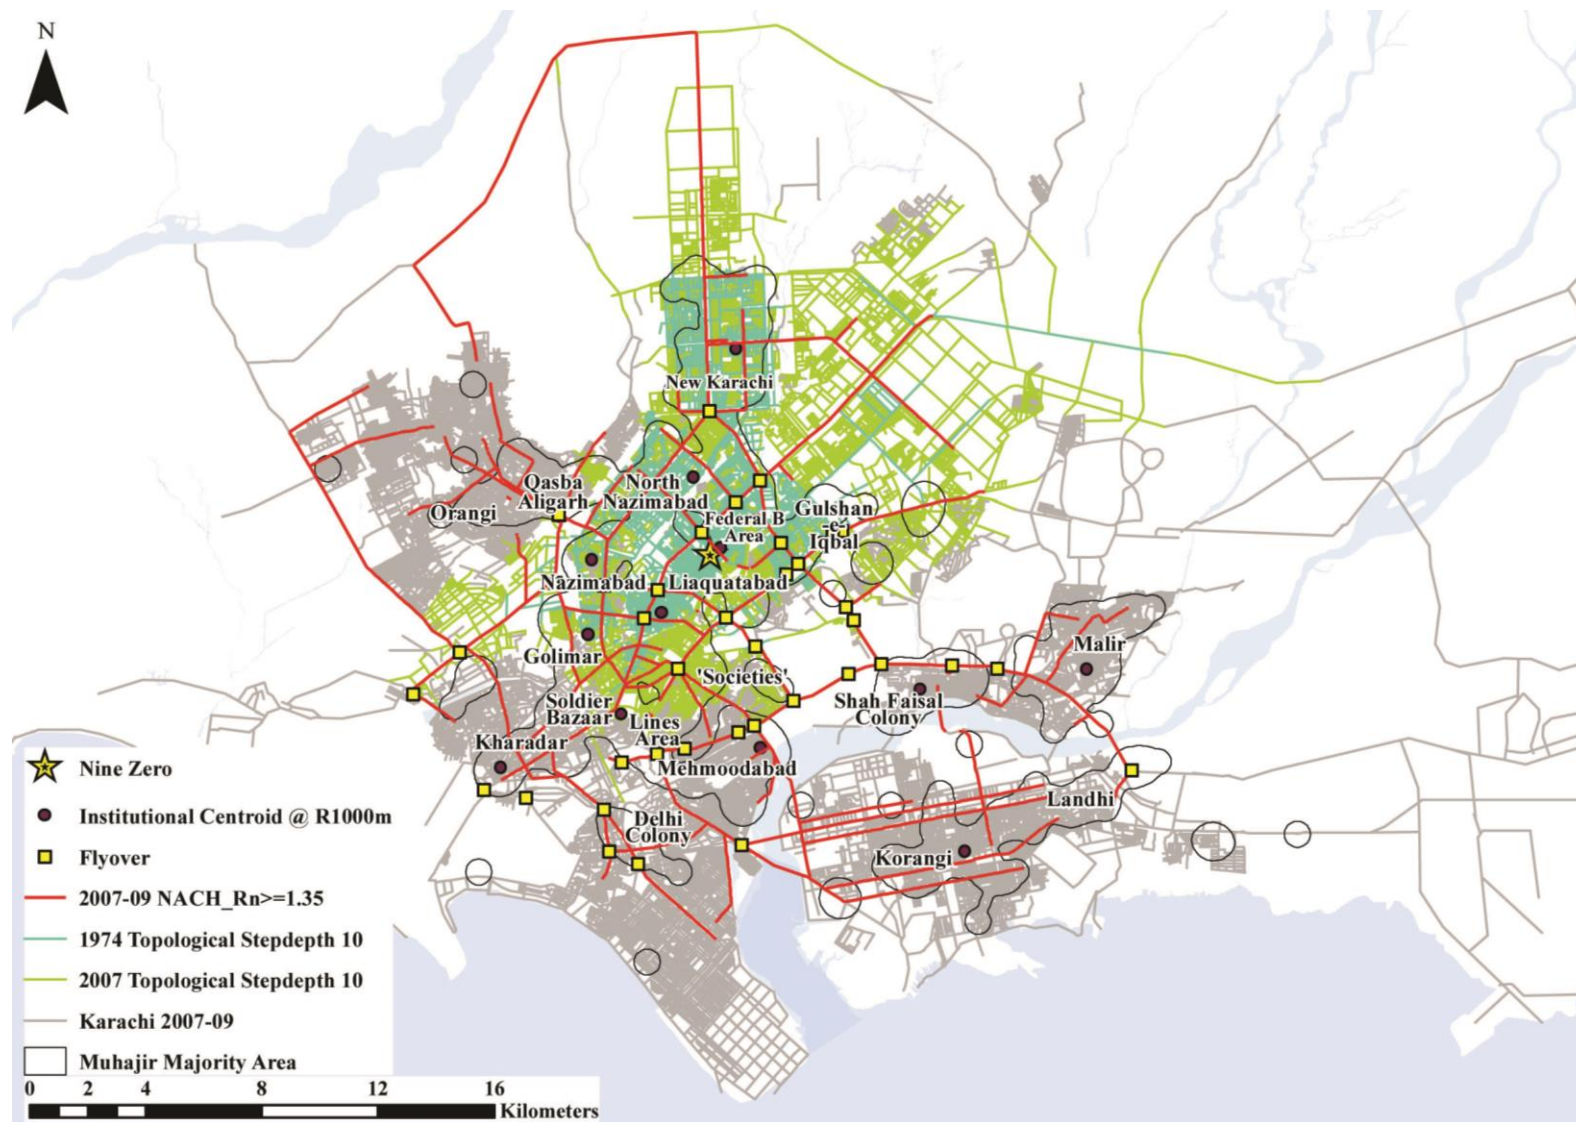 N
New Karachi
Qasba
Aligarh
North
Nazimabad
Orangi
Federal B
Area
Gulshan
-e-
Iqbal
Nazimabad
Liaquatabad
Golimar
'Societies'
Malir
Soldier
Bazaar
Lines
Area
Shah Faisal
Colony
Kharadar
Mehmoodabad
Landhi
Delhi
Colony
Korangi
Nine Zero
Institutional Centroid @ R1000m
Flyover
2007-09 NACH_Rn>=1.35
1974 Topological Stepdepth 10
2007 Topological Stepdepth 10
Karachi 2007-09
Muhajir Majority Area
0 2 4 8 12 16
Kilometers